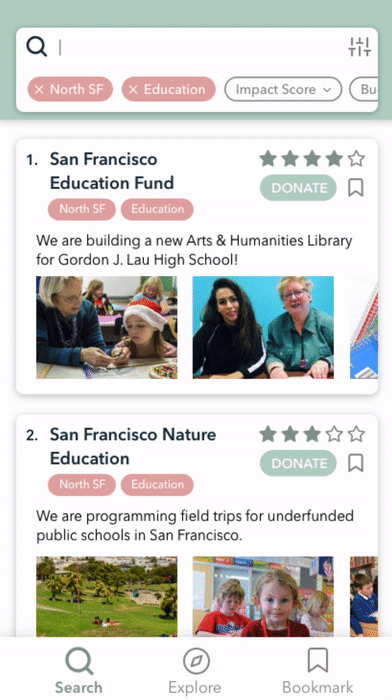 North SF Education Impact Score
1. San Francisco
Education Fund
DONATE
North SF Education
We are building a new Arts & Humanities Library
for Gordon J. Lau High School!
2. San Francisco Nature
Education
DONATE
North SF Education
We are programming field trips for underfunded
public schools in San Francisco.
Search Explore Bookmark